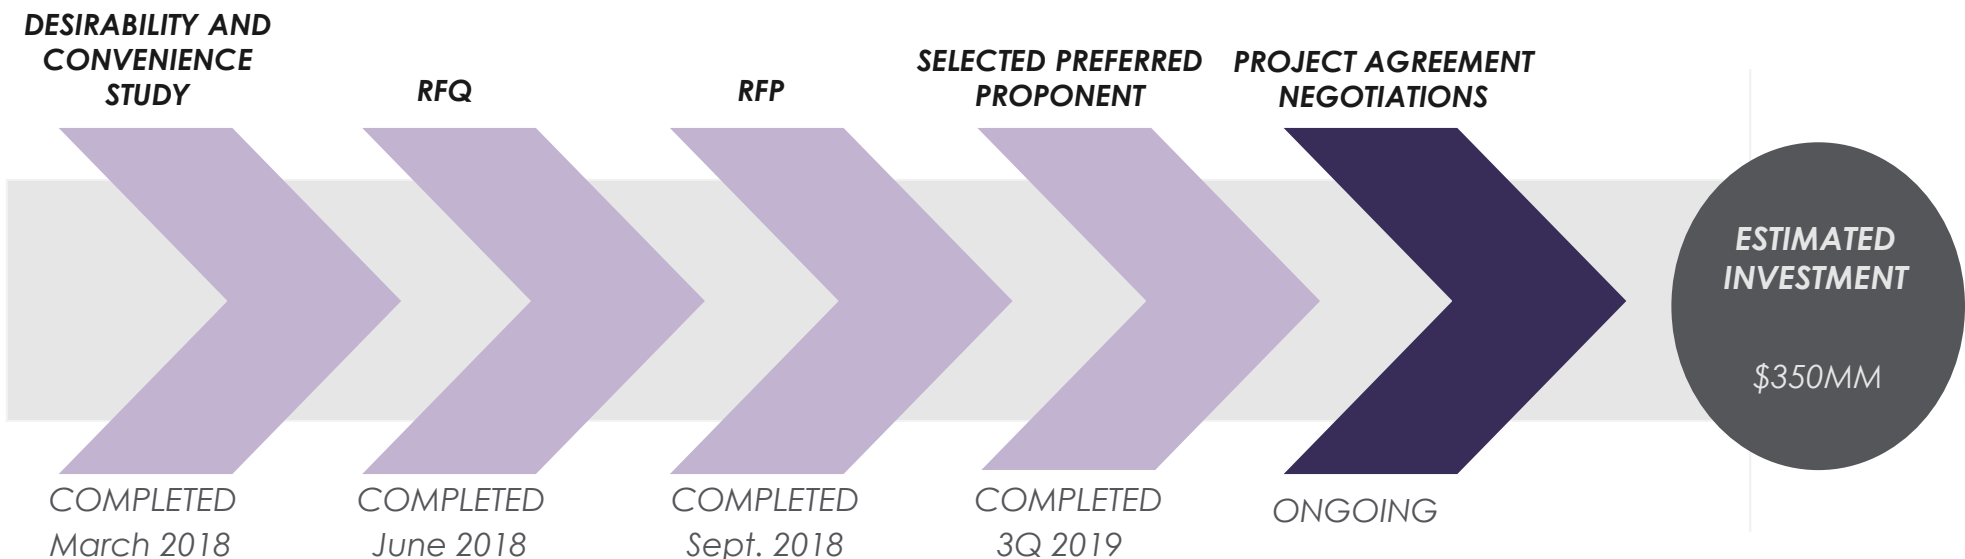 DESIRABILITY AND
CONVENIENCE
STUDY
RFQ
RFP
SELECTED PREFERRED
PROPONENT
PROJECT AGREEMENT
NEGOTIATIONS
ESTIMATED
INVESTMENT
$350MM
COMPLETED
March 2018
COMPLETED
June 2018
COMPLETED
Sept. 2018
COMPLETED
3Q 2019
ONGOING